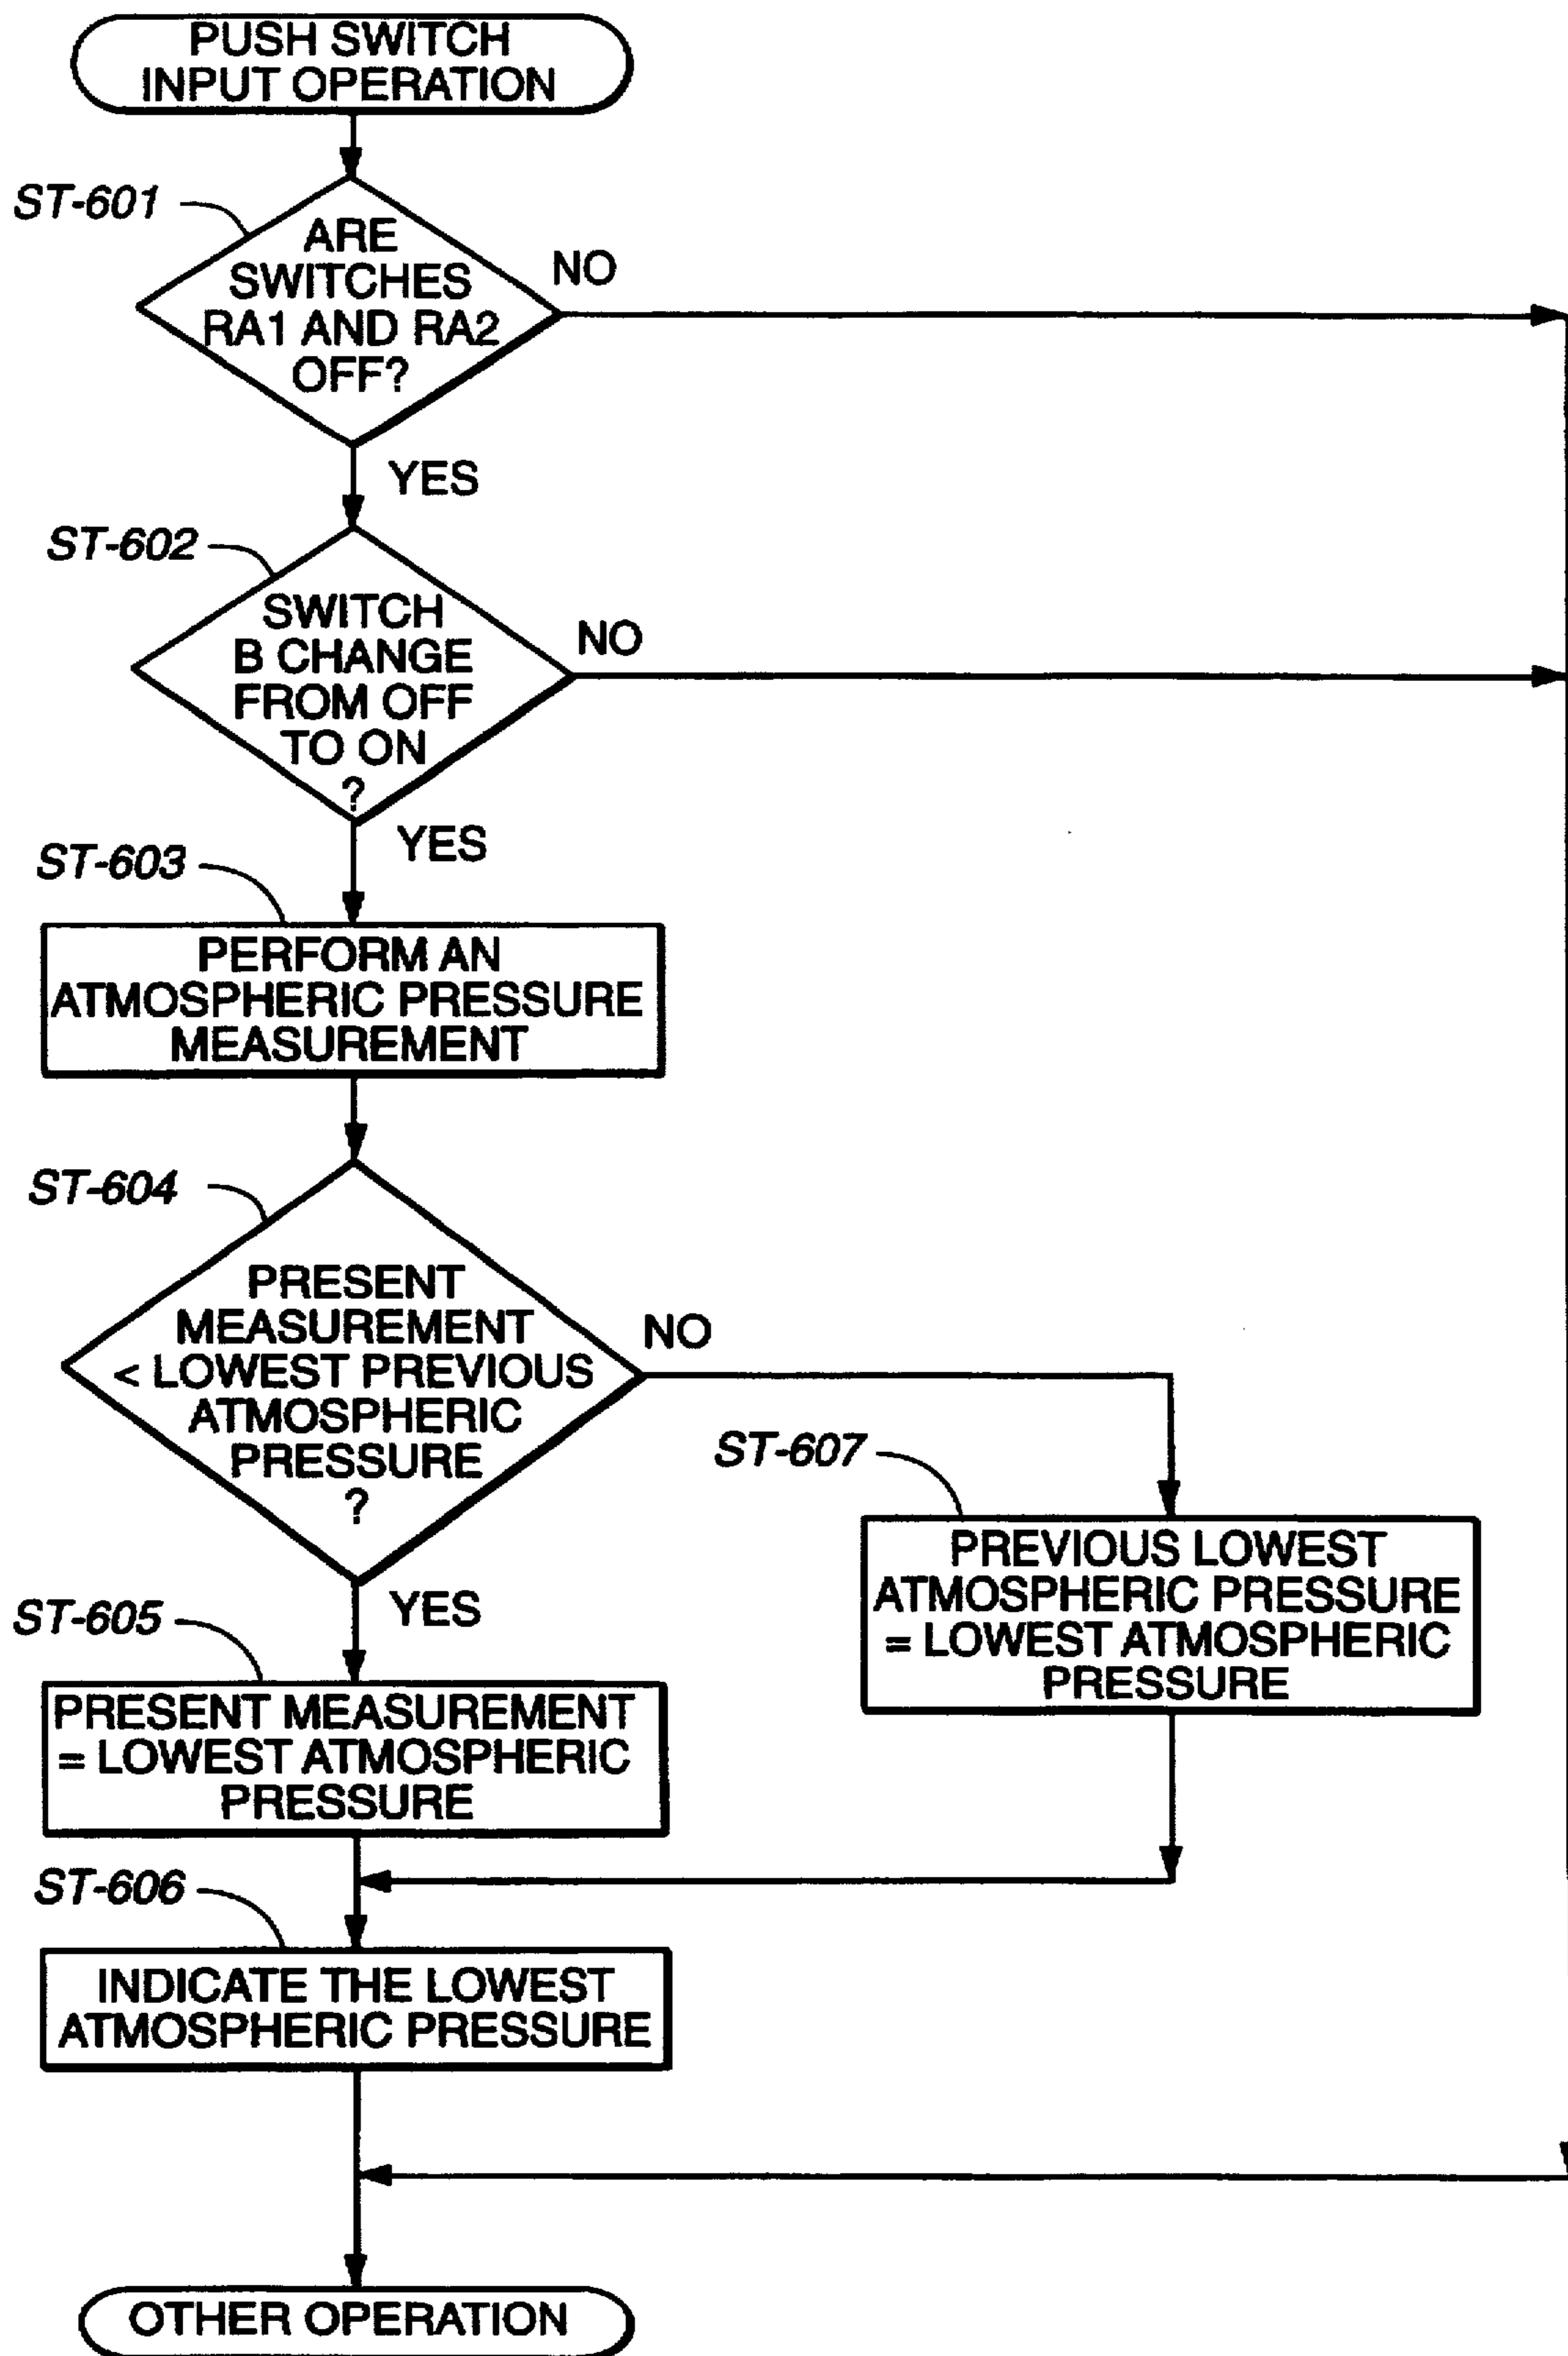 PUSH SWITCH
INPUT OPERATION
ST-601
ARE
SWITCHES
RA1 AND RA2
OFF?
NO
YES
ST-602
SWITCH
B CHANGE
FROM OFF
TO ON
?
NO
YES
ST-603
PERFORM AN
ATMOSPHERIC PRESSURE
MEASUREMENT
ST-604
PRESENT
MEASUREMENT
< LOWEST PREVIOUS
ATMOSPHERIC
PRESSURE
?
NO
YES
ST-607
PREVIOUS LOWEST
ATMOSPHERIC PRESSURE
= LOWEST ATMOSPHERIC
PRESSURE
ST-605
PRESENT MEASUREMENT
= LOWEST ATMOSPHERIC
PRESSURE
ST-606
INDICATE THE LOWEST
ATMOSPHERIC PRESSURE
OTHER OPERATION